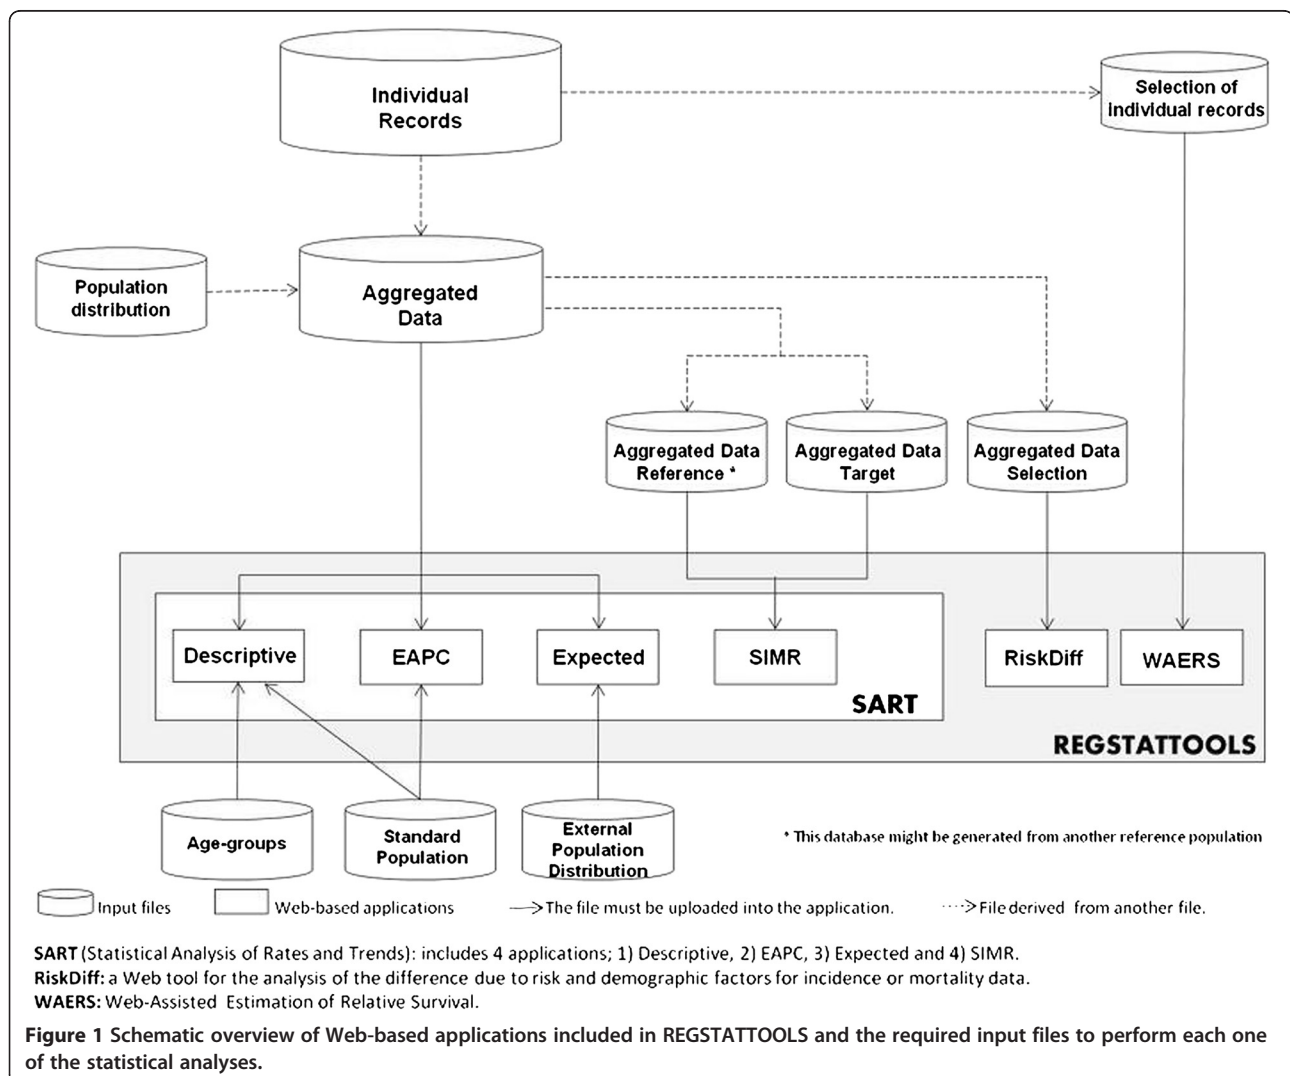 Individual
Records
Selection of
individual records
Population
distribution
Aggregated
Data
Aggregated Data
Reference *
Aggregated Data
Target
Aggregated Data
Selection
Descriptive
EAPC
Expected
SIMR
RiskDiff
WAERS
SART
REGSTATTOOLS
Age-groups
Standard
Population
External
Population
Distribution
* This database might be generated from another reference population
Input files
Web-based applications
The file must be uploaded into the application.
File derived from another file.
SART (Statistical Analysis of Rates and Trends): includes 4 applications; 1) Descriptive, 2) EAPC, 3) Expected and 4) SIMR.
RiskDiff: a Web tool for the analysis of the difference due to risk and demographic factors for incidence or mortality data.
WAERS: Web-Assisted Estimation of Relative Survival.
Figure 1 Schematic overview of Web-based applications included in REGSTATTOOLS and the required input files to perform each one
of the statistical analyses.